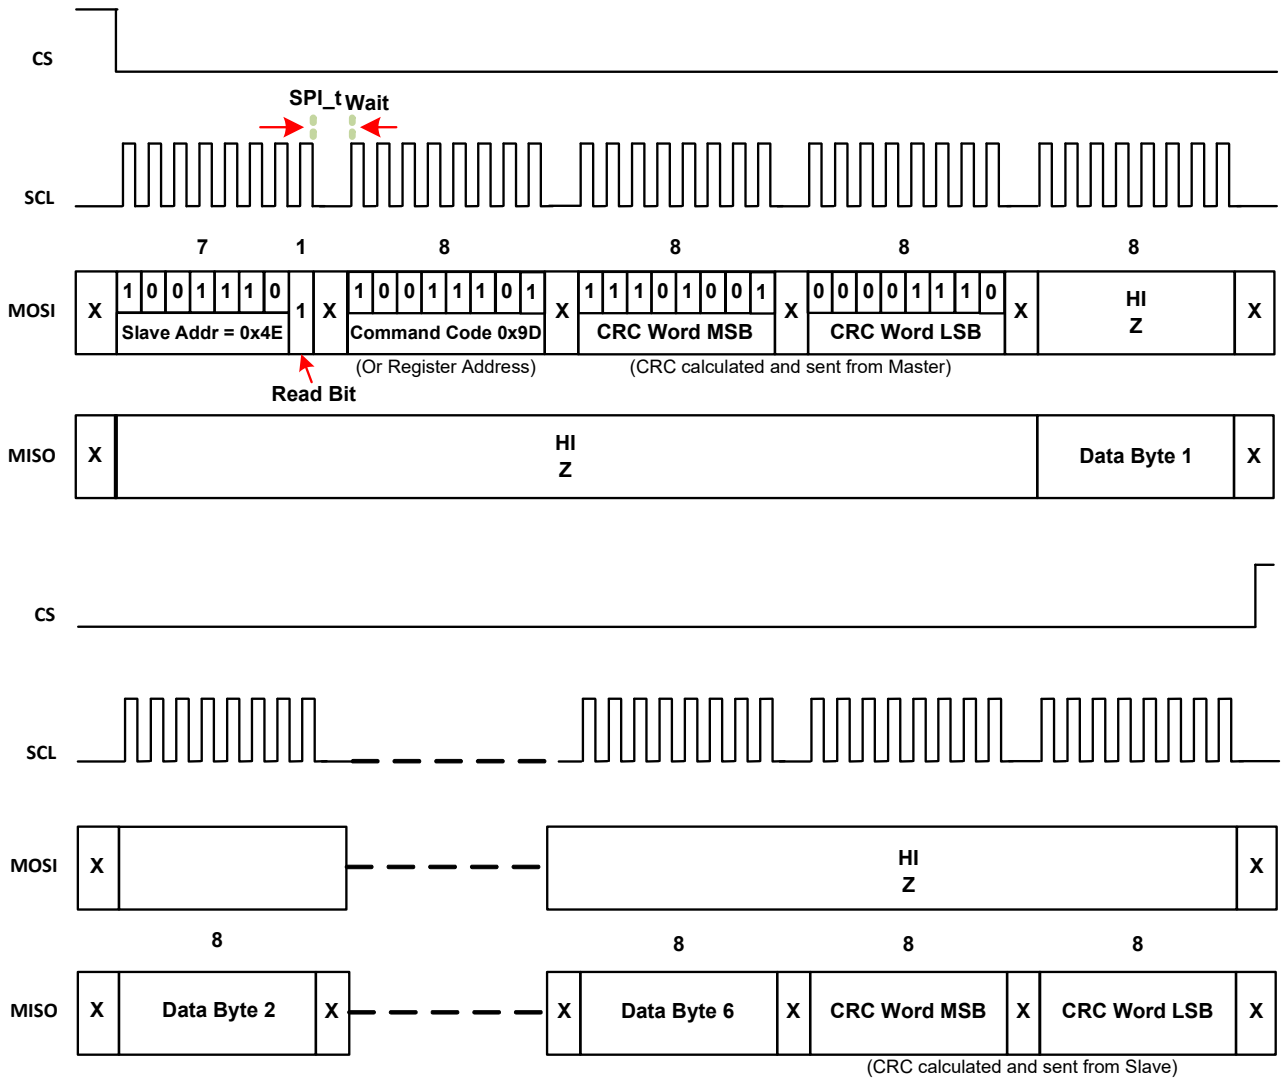 CS
SPI_t Wait
SCL
7 1 8 8 8 8
MOSI X 1 0 0 1 1 1 0 1 X 1 0 0 1 1 1 0 1 X 1 1 1 0 1 0 0 1 X 0 0 0 0 1 1 1 0 X HI X
Slave Addr = 0x4E Command Code 0x9D CRC Word MSB CRC Word LSB Z
(Or Register Address) (CRC calculated and sent from Master)
Read Bit
MISO X HI Data Byte 1 X
Z
CS
SCL
MOSI X HI X
Z
8 8 8 8
MISO X Data Byte 2 X X Data Byte 6 X CRC Word MSB X CRC Word LSB X
(CRC calculated and sent from Slave)